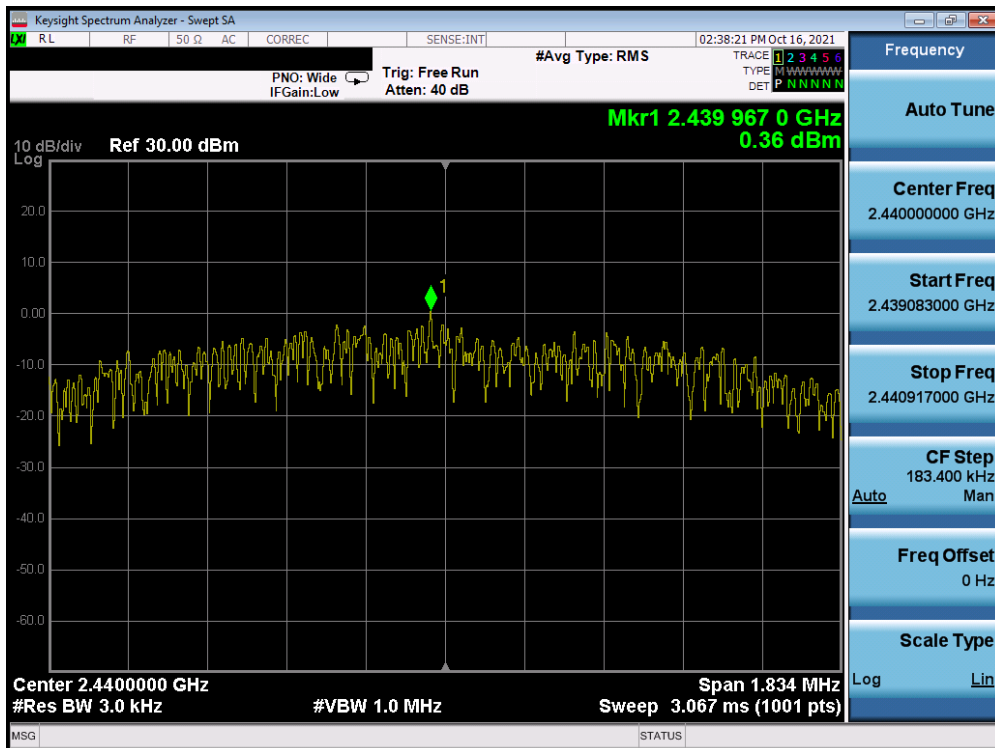 Keysight Spectrum Analyzer - Swept SA
LXI RL RF 50 Ω AC CORREC SENSE:INT 02:38:21 PM Oct 16, 2021
#Avg Type: RMS TRACE 1 2 3 4 5 6
PNO: Wide Trig: Free Run TYPE M WWWWW
IFGain:Low Atten: 40 dB DET P N N N N N
Mkr1 2.439 967 0 GHz
0.36 dBm
10 dB/div Ref 30.00 dBm
Log
20.0
10.0
0.00
-10.0
-20.0
-30.0
-40.0
-50.0
-60.0
1
Center 2.4400000 GHz Span 1.834 MHz
#Res BW 3.0 kHz #VBW 1.0 MHz Sweep 3.067 ms (1001 pts)
MSG STATUS
Frequency
Auto Tune
Center Freq
2.440000000 GHz
Start Freq
2.439083000 GHz
Stop Freq
2.440917000 GHz
CF Step
183.400 kHz
Auto Man
Freq Offset
0 Hz
Scale Type
Log Lin